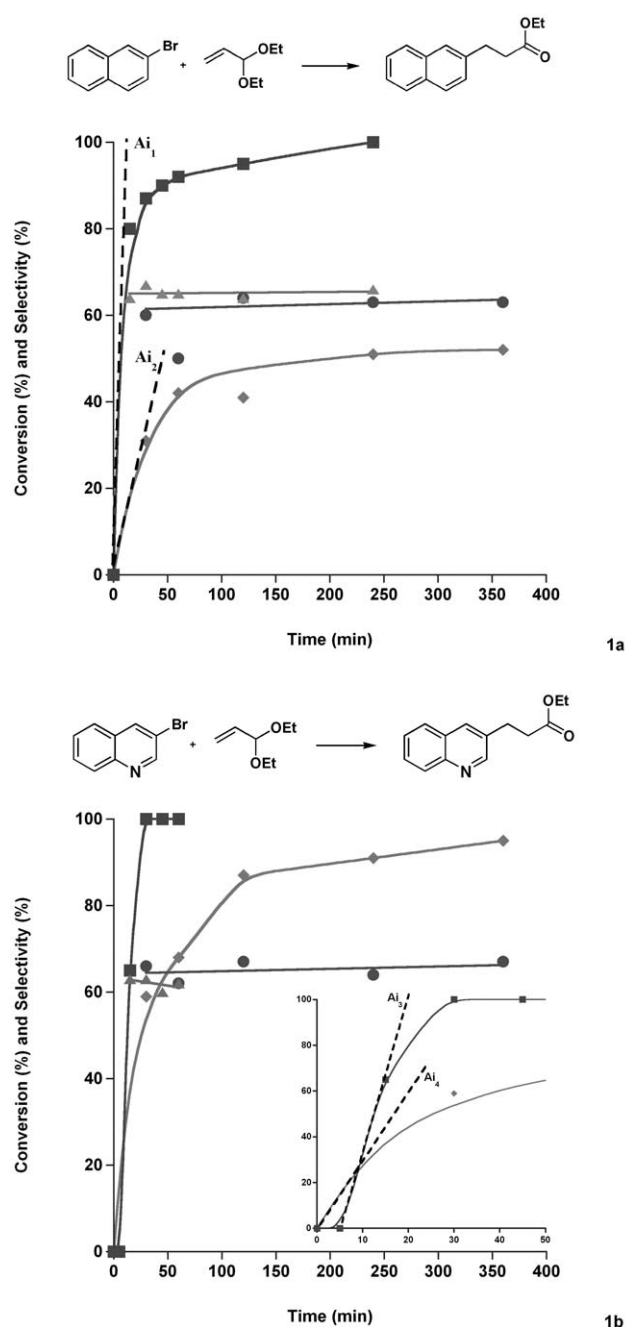 Br
+
OEt
OEt
OEt
O
Ai1
Ai2
100
80
60
40
20
0
0 50 100 150 200 250 300 350 400
Conversion (%) and Selectivity (%)
Time (min)
1a
Br
N
+
OEt
OEt
OEt
O
N
100
80
60
40
20
0
0 50 100 150 200 250 300 350 400
Conversion (%) and Selectivity (%)
Time (min)
Ai3
Ai4
100
80
60
40
20
0
0 10 20 30 40 50
1b